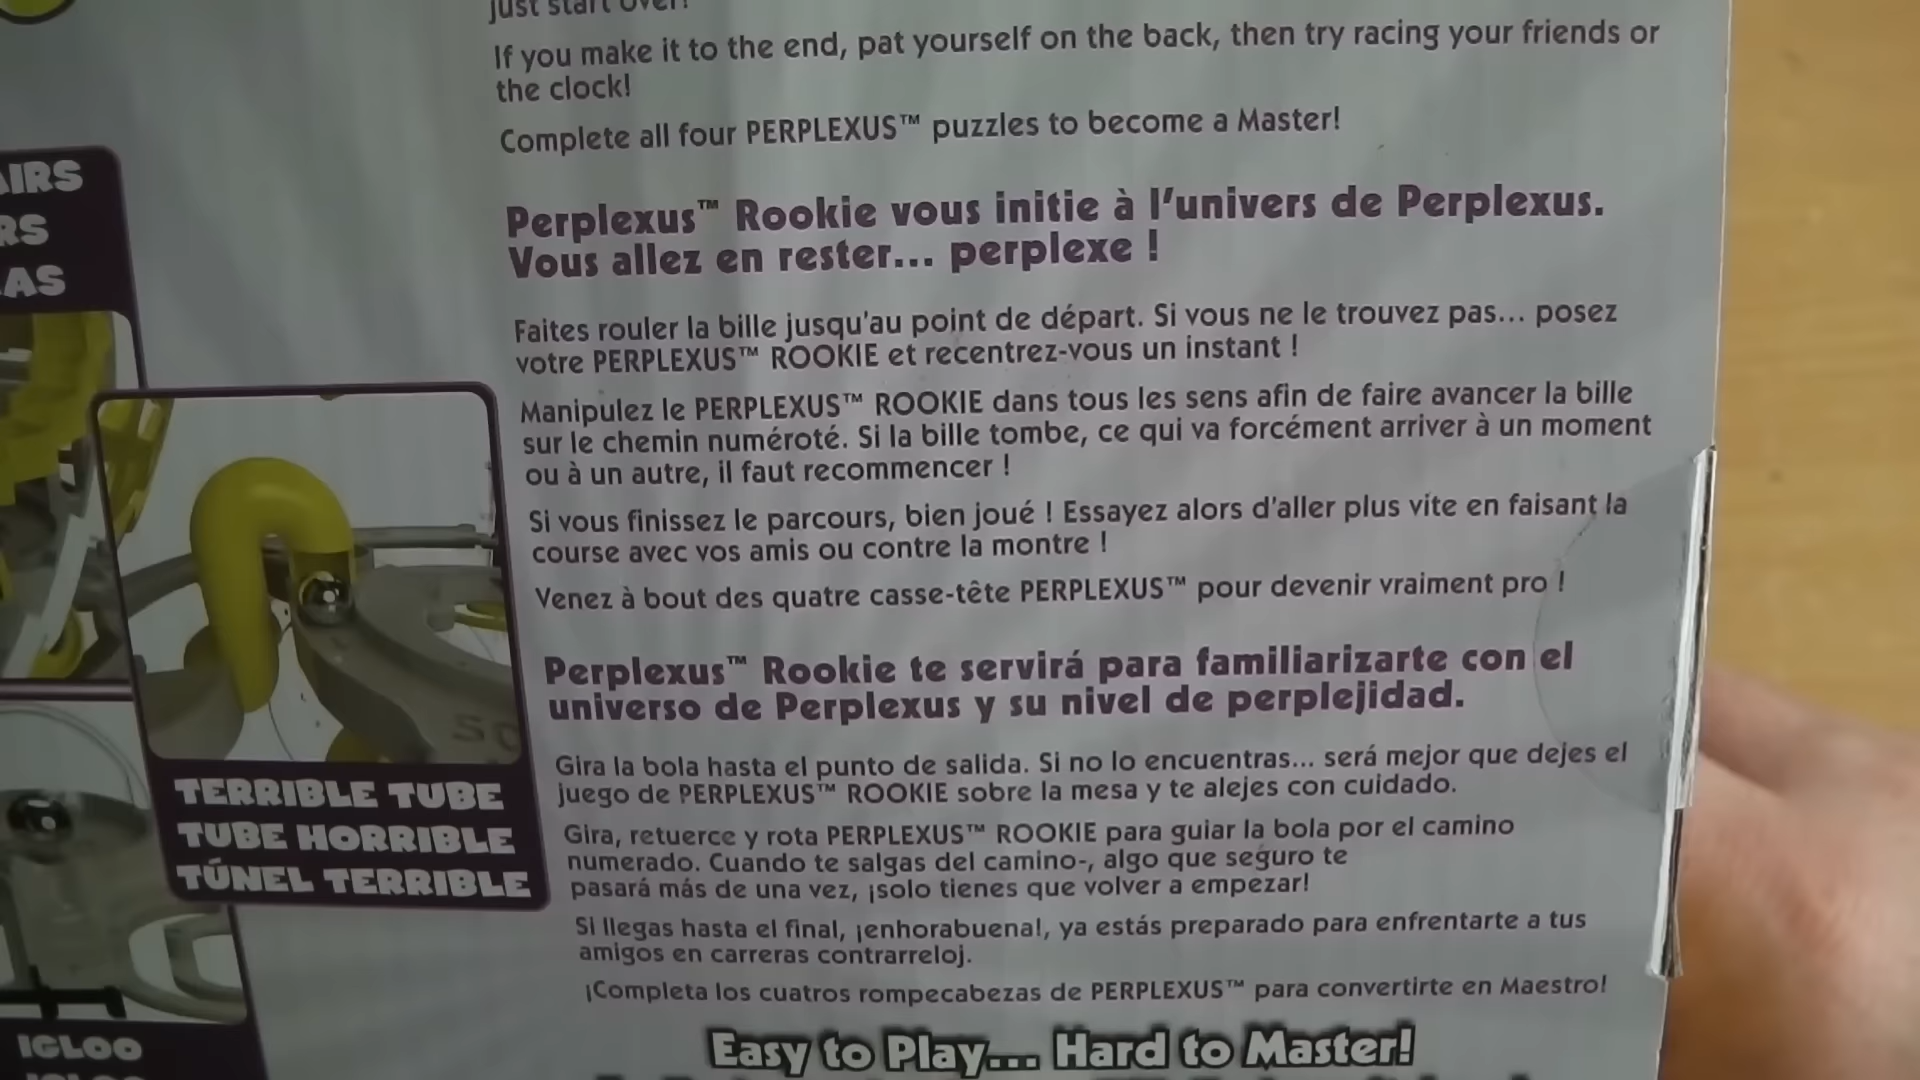 just start over!
If you make it to the end, pat yourself on the back, then try racing your friends or
the clock!
Complete all four PERPLEXUS™ puzzles to become a Master!
Perplexus™ Rookie vous initie à l'univers de Perplexus.
Vous allez en rester... perplexe !
Faites rouler la bille jusqu'au point de départ. Si vous ne le trouvez pas... posez
votre PERPLEXUS™ ROOKIE et recentrez-vous un instant !
Manipulez le PERPLEXUS™ ROOKIE dans tous les sens afin de faire avancer la bille
sur le chemin numéroté. Si la bille tombe, ce qui va forcément arriver à un moment
ou à un autre, il faut recommencer !
Si vous finissez le parcours, bien joué ! Essayez alors d'aller plus vite en faisant la
course avec vos amis ou contre la montre !
Venez à bout des quatre casse-tête PERPLEXUS™ pour devenir vraiment pro !
Perplexus™ Rookie te servirá para familiarizarte con el
universo de Perplexus y su nivel de perplejidad.
Gira la bola hasta el punto de salida. Si no lo encuentras... será mejor que dejes el
juego de PERPLEXUS™ ROOKIE sobre la mesa y te alejes con cuidado.
Gira, retuerce y rota PERPLEXUS™ ROOKIE para guiar la bola por el camino
numerado. Cuando te salgas del camino-, algo que seguro te
pasará más de una vez, ¡solo tienes que volver a empezar!
Si llegas hasta el final, ¡enhorabuena!, ya estás preparado para enfrentarte a tus
amigos en carreras contrarreloj.
¡Completa los cuatros rompecabezas de PERPLEXUS™ para convertirte en Maestro!
Easy to Play... Hard to Master!
TERRIBLE TUBE
TUBE HORRIBLE
TÚNEL TERRIBLE
IGLOO